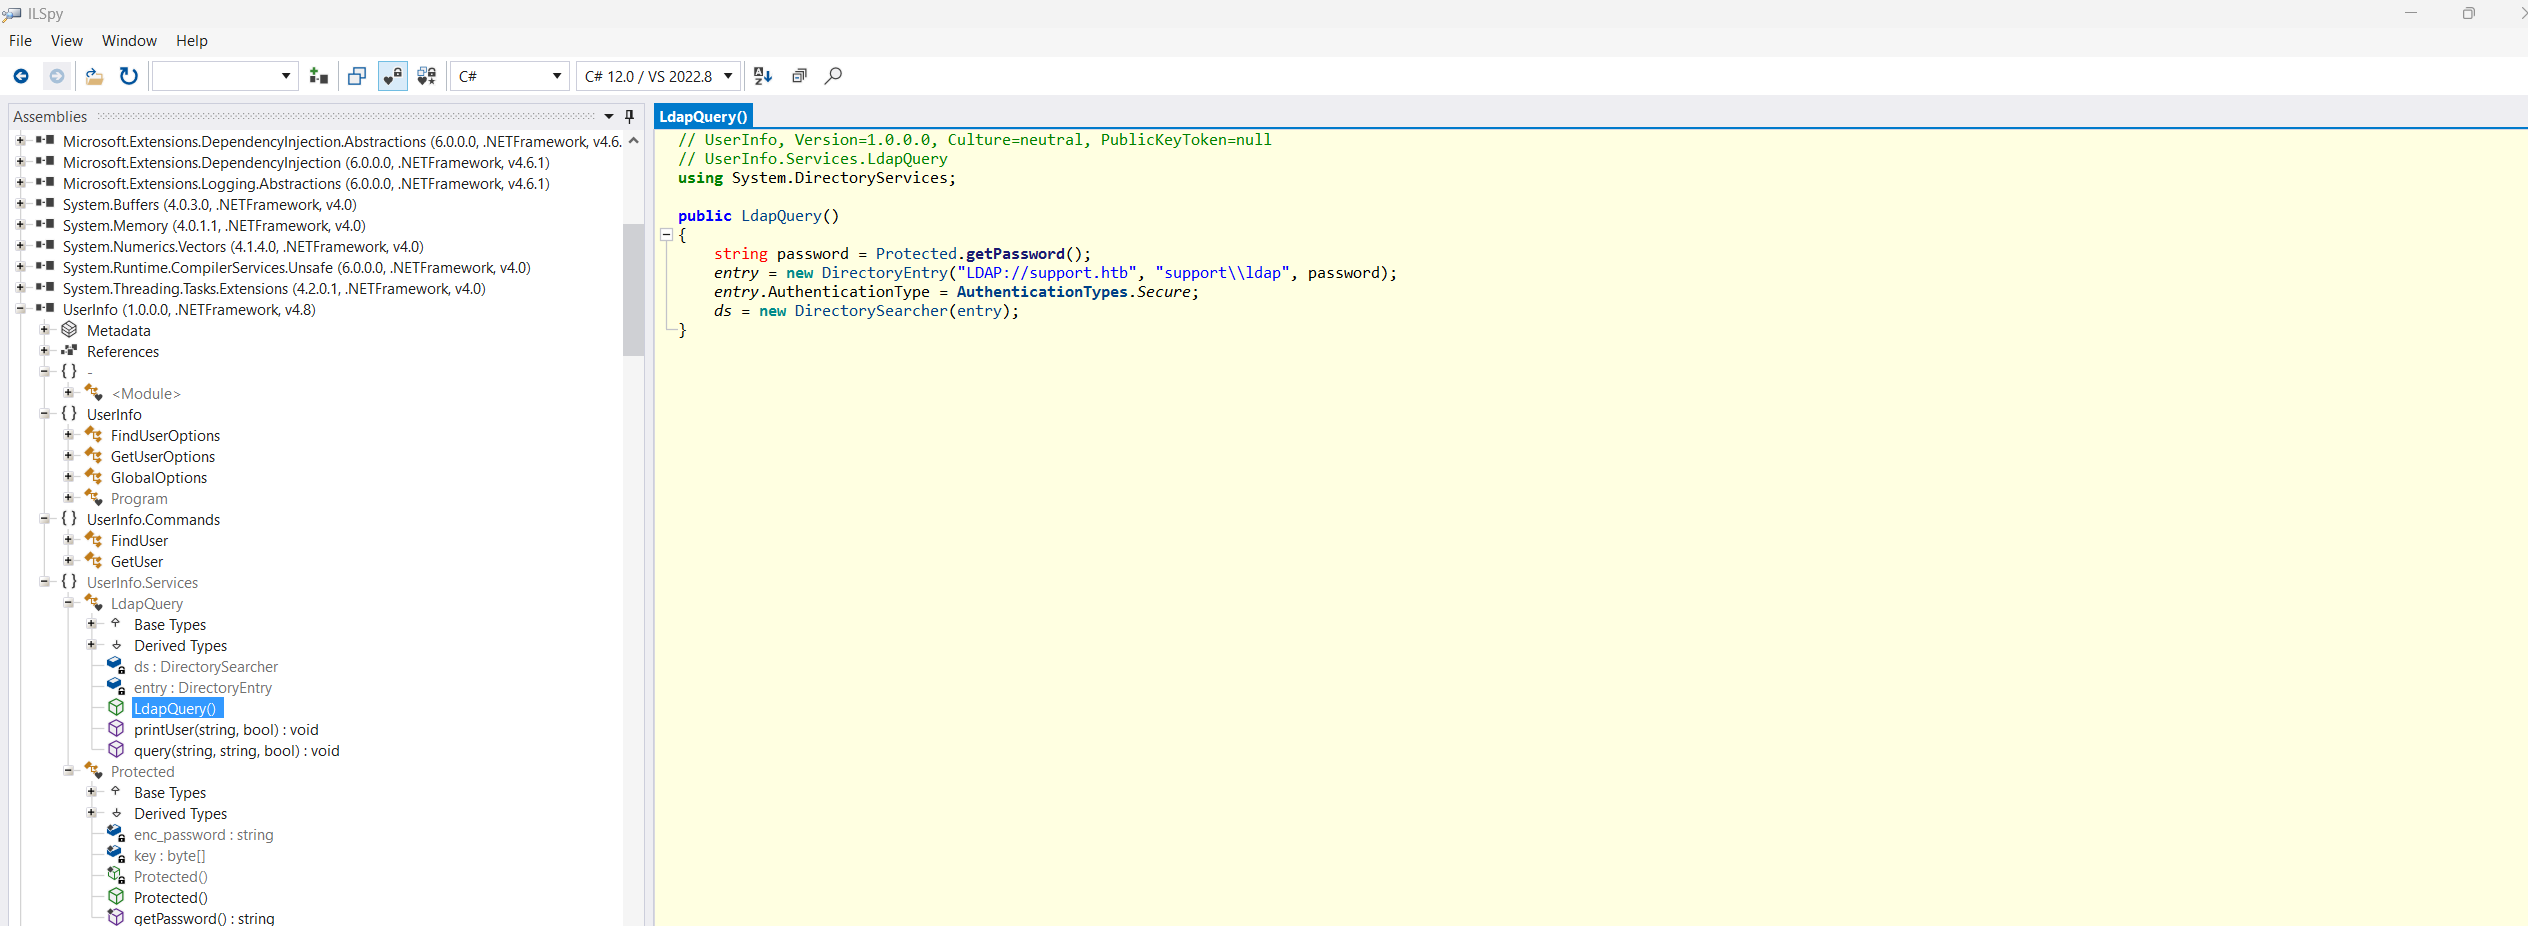 ILSpy
File View Window Help
C# C# 12.0 / VS 2022.8
Assemblies
Microsoft.Extensions.DependencyInjection.Abstractions (6.0.0.0, .NETFramework, v4.6.
Microsoft.Extensions.DependencyInjection (6.0.0.0, .NETFramework, v4.6.1)
Microsoft.Extensions.Logging.Abstractions (6.0.0.0, .NETFramework, v4.6.1)
System.Buffers (4.0.3.0, .NETFramework, v4.0)
System.Memory (4.0.1.1, .NETFramework, v4.0)
System.Numerics.Vectors (4.1.4.0, .NETFramework, v4.0)
System.Runtime.CompilerServices.Unsafe (6.0.0.0, .NETFramework, v4.0)
System.Threading.Tasks.Extensions (4.2.0.1, .NETFramework, v4.0)
UserInfo (1.0.0.0, .NETFramework, v4.8)
Metadata
References
{ } -
<Module>
{ } UserInfo
FindUserOptions
GetUserOptions
GlobalOptions
Program
{ } UserInfo.Commands
FindUser
GetUser
{ } UserInfo.Services
LdapQuery
Base Types
Derived Types
ds : DirectorySearcher
entry : DirectoryEntry
LdapQuery()
printUser(string, bool) : void
query(string, string, bool) : void
Protected
Base Types
Derived Types
enc_password : string
key : byte[]
Protected()
Protected()
getPassword() : string
LdapQuery()
// UserInfo, Version=1.0.0.0, Culture=neutral, PublicKeyToken=null
// UserInfo.Services.LdapQuery
using System.DirectoryServices;
public LdapQuery()
{
string password = Protected.getPassword();
entry = new DirectoryEntry("LDAP://support.htb", "support\\ldap", password);
entry.AuthenticationType = AuthenticationTypes.Secure;
ds = new DirectorySearcher(entry);
}